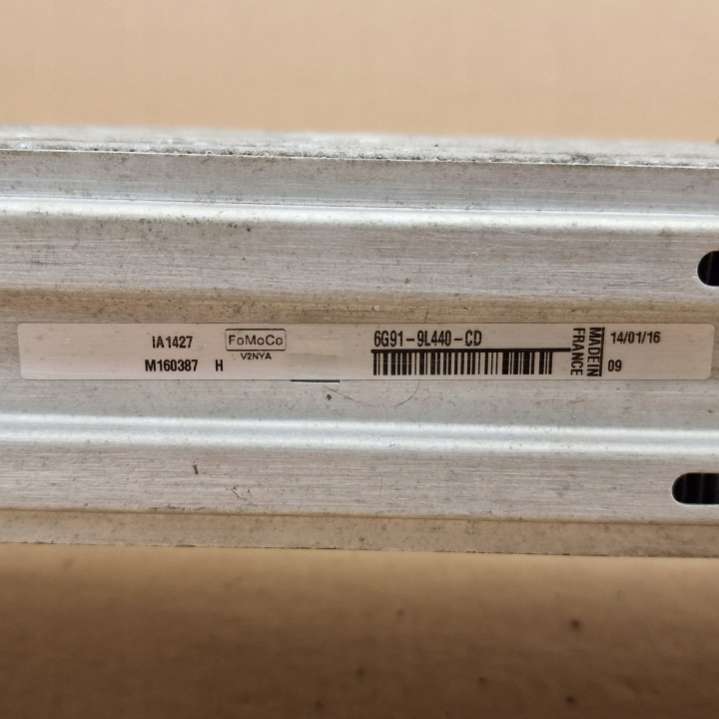 IA1427
M160387 H
FoMoCo
V2NYA
6G91-9L440-CD
MADE IN
FRANCE
14/01/16
09